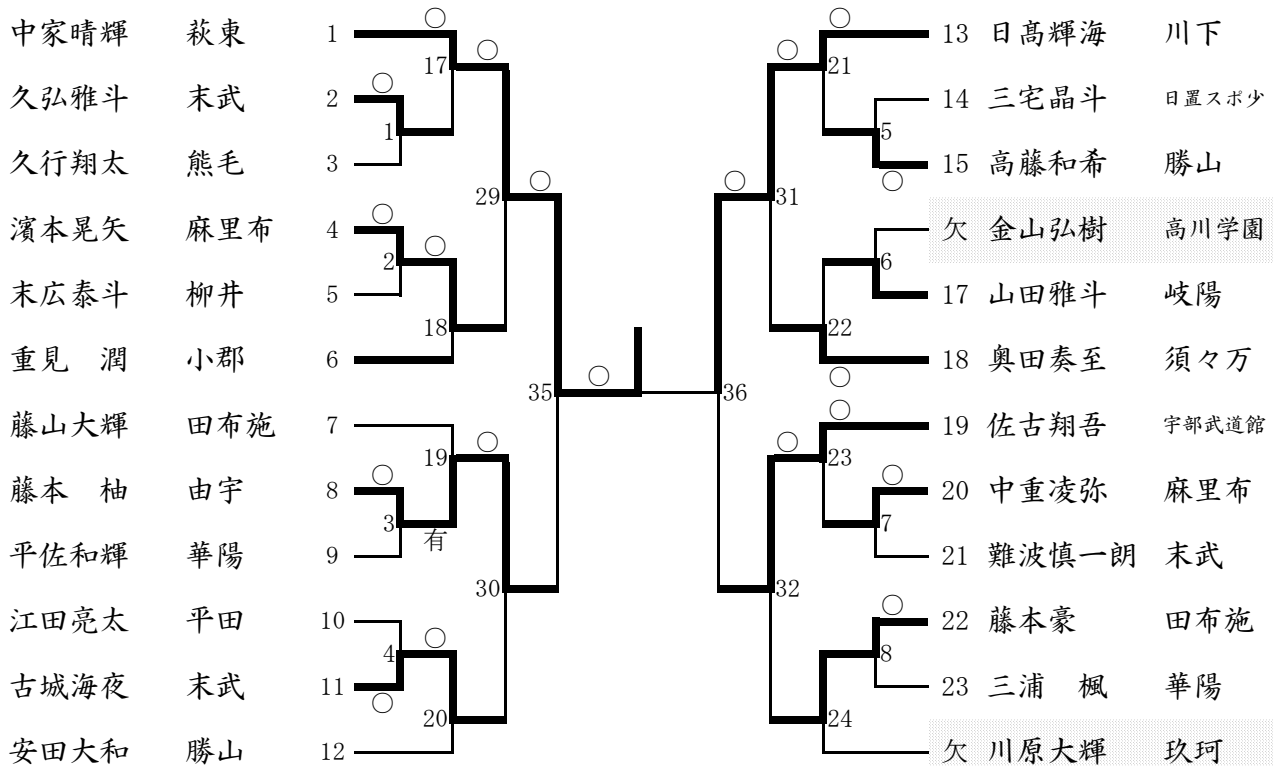 中家晴輝 萩東 1
久弘雅斗 末武 2
久行翔太 熊毛 3
濱本晃矢 麻里布 4
末広泰斗 柳井 5
重見 潤 小郡 6
藤山大輝 田布施 7
藤本 柚 由宇 8
平佐和輝 華陽 9
江田亮太 平田 10
古城海夜 末武 11
安田大和 勝山 12
17
1
29
2
18
35
19
3
有
30
4
20
21
5
31
6
22
36
23
7
32
8
24
13 日髙輝海 川下
14 三宅晶斗 日置スポ少
15 高藤和希 勝山
欠 金山弘樹 高川学園
17 山田雅斗 岐陽
18 奥田奏至 須々万
19 佐古翔吾 宇部武道館
20 中重凌弥 麻里布
21 難波慎一朗 末武
22 藤本豪 田布施
23 三浦 楓 華陽
欠 川原大輝 玖珂